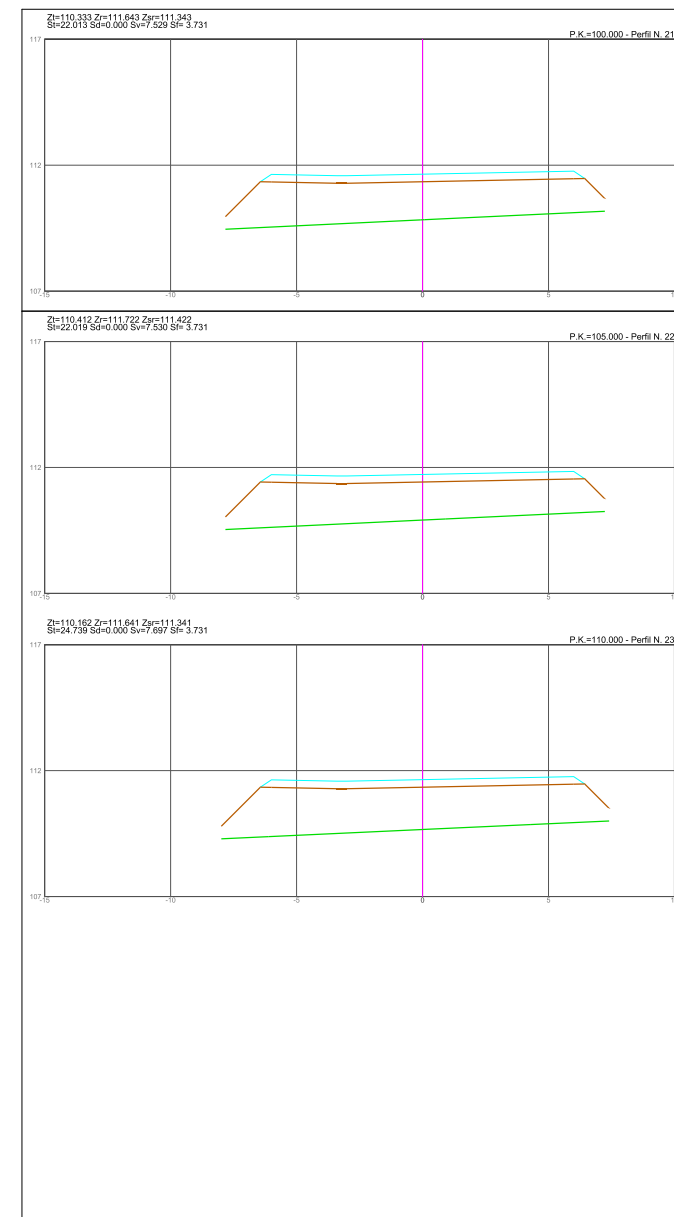 Zt=110.333 Zr=111.643 Zsr=111.343
St=22.013 Sd=0.000 Sv=7.529 Sf= 3.731
P.K.=100.000 - Perfil N. 21
117
112
107
-15 -10 -5 0 5
Zt=110.412 Zr=111.722 Zsr=111.422
St=22.019 Sd=0.000 Sv=7.530 Sf= 3.731
P.K.=105.000 - Perfil N. 22
117
112
107
-15 -10 -5 0 5
Zt=110.162 Zr=111.641 Zsr=111.341
St=24.739 Sd=0.000 Sv=7.697 Sf= 3.731
P.K.=110.000 - Perfil N. 23
117
112
107
-15 -10 -5 0 5